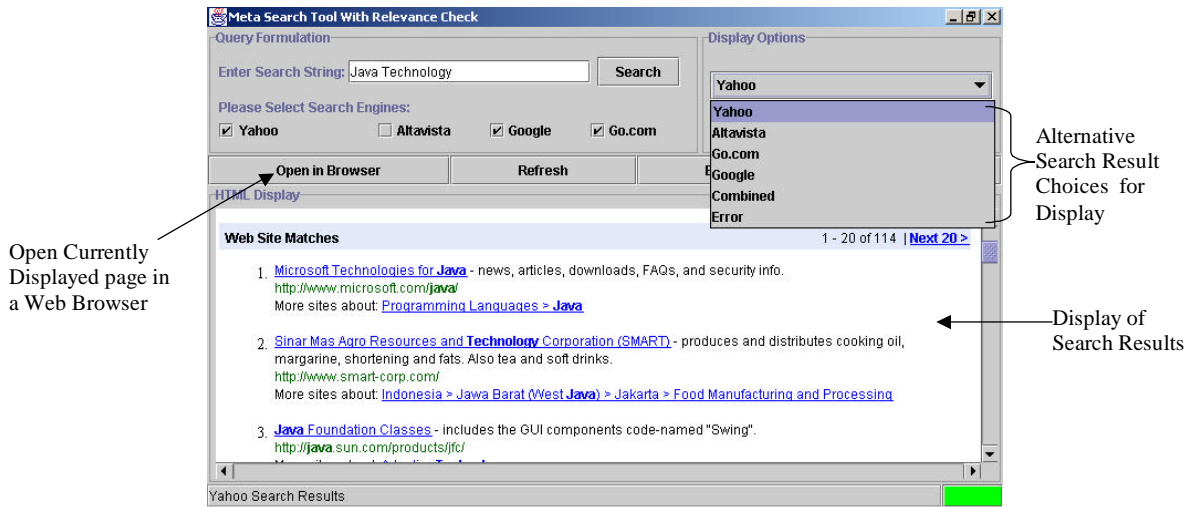 Meta Search Tool With Relevance Check
Query Formulation
Enter Search String: Java Technology
Search
Please Select Search Engines:
Yahoo Altavista Google Go.com
Display Options
Yahoo
Yahoo
Altavista
Go.com
Google
Combined
Error
Alternative
Search Result
Choices for
Display
Open in Browser Refresh
HTML Display
Open Currently
Displayed page in
a Web Browser
Web Site Matches 1 - 20 of 114 | Next 20 >
1. Microsoft Technologies for Java - news, articles, downloads, FAQs, and security info.
http://www.microsoft.com/java/
More sites about: Programming Languages > Java
2. Sinar Mas Agro Resources and Technology Corporation (SMART) - produces and distributes cooking oil,
margarine, shortening and fats. Also tea and soft drinks.
http://www.smart-corp.com/
More sites about: Indonesia > Jawa Barat (West Java) > Jakarta > Food Manufacturing and Processing
3. Java Foundation Classes - includes the GUI components code-named "Swing".
http://java.sun.com/products/jfc/
Display of
Search Results
Yahoo Search Results